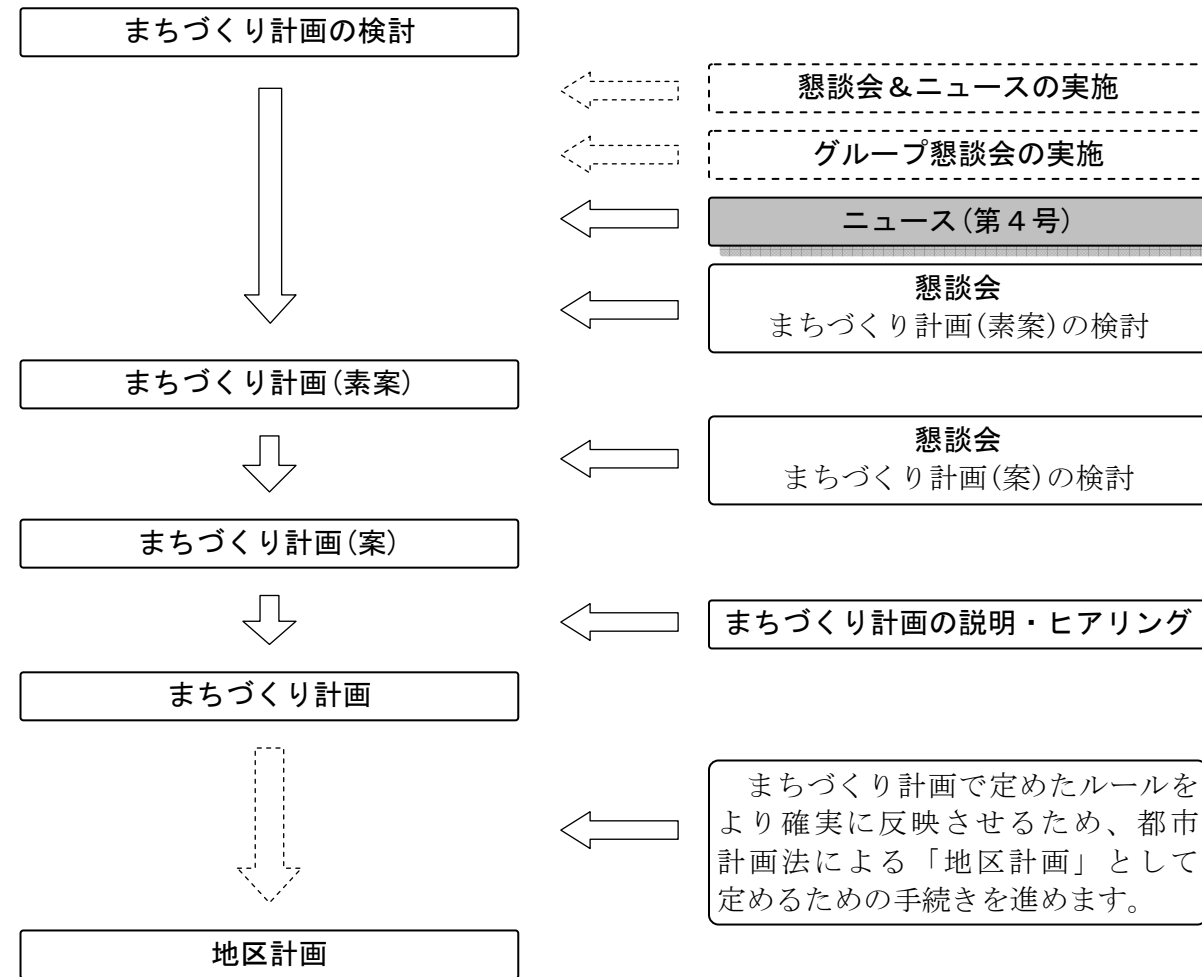 まちづくり計画の検討
懇談会＆ニュースの実施
グループ懇談会の実施
ニュース(第４号)
懇談会
まちづくり計画(素案)の検討
まちづくり計画(素案)
懇談会
まちづくり計画(案)の検討
まちづくり計画(案)
まちづくり計画の説明・ヒアリング
まちづくり計画
まちづくり計画で定めたルールを
より確実に反映させるため、都市
計画法による「地区計画」として
定めるための手続きを進めます。
地区計画